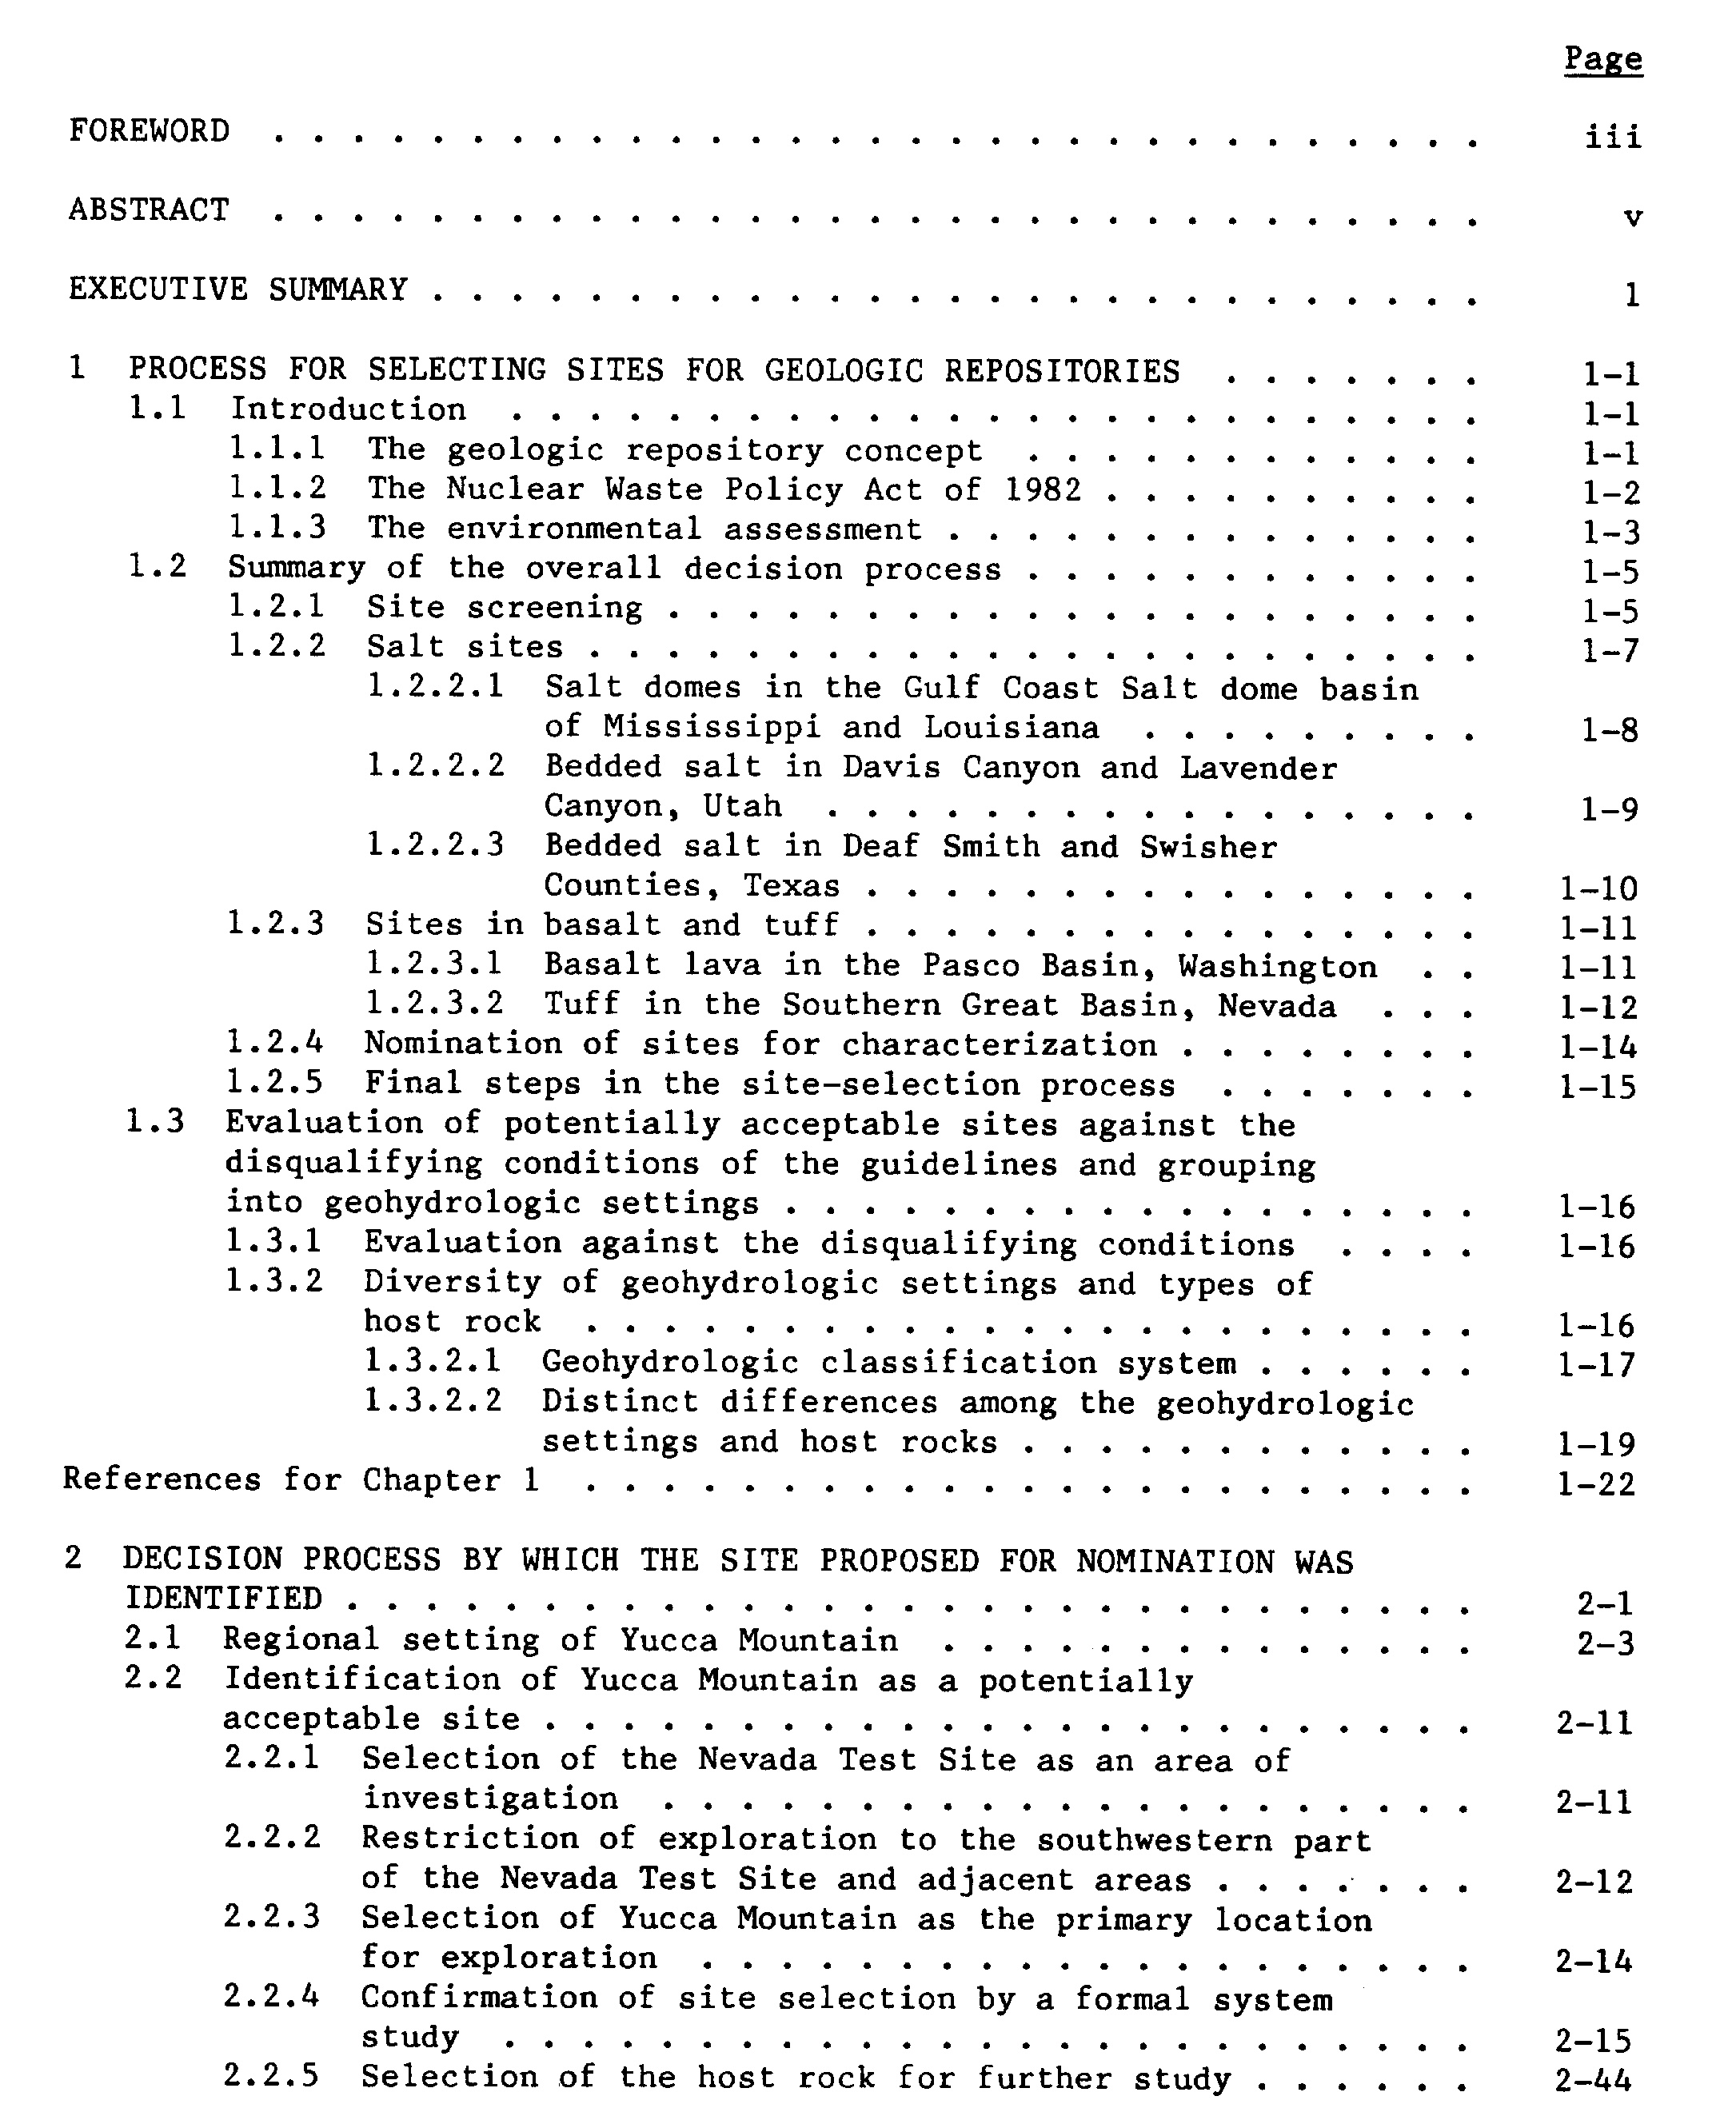 Page
FOREWORD . . . . . . . . . . . . . . . . . . . . . . . . . . . . . . . iii
ABSTRACT . . . . . . . . . . . . . . . . . . . . . . . . . . . . . . . v
EXECUTIVE SUMMARY . . . . . . . . . . . . . . . . . . . . . . . . . . . 1
1 PROCESS FOR SELECTING SITES FOR GEOLOGIC REPOSITORIES . . . . . . . 1-1
1.1 Introduction . . . . . . . . . . . . . . . . . . . . . . . . . 1-1
1.1.1 The geologic repository concept . . . . . . . . . . . . 1-1
1.1.2 The Nuclear Waste Policy Act of 1982 . . . . . . . . . . 1-2
1.1.3 The environmental assessment . . . . . . . . . . . . . . 1-3
1.2 Summary of the overall decision process . . . . . . . . . . . . 1-5
1.2.1 Site screening . . . . . . . . . . . . . . . . . . . . . 1-5
1.2.2 Salt sites . . . . . . . . . . . . . . . . . . . . . . . 1-7
1.2.2.1 Salt domes in the Gulf Coast Salt dome basin
of Mississippi and Louisiana . . . . . . . . . 1-8
1.2.2.2 Bedded salt in Davis Canyon and Lavender
Canyon, Utah . . . . . . . . . . . . . . . . . 1-9
1.2.2.3 Bedded salt in Deaf Smith and Swisher
Counties, Texas . . . . . . . . . . . . . . . . 1-10
1.2.3 Sites in basalt and tuff . . . . . . . . . . . . . . . . 1-11
1.2.3.1 Basalt lava in the Pasco Basin, Washington . . 1-11
1.2.3.2 Tuff in the Southern Great Basin, Nevada . . . 1-12
1.2.4 Nomination of sites for characterization . . . . . . . . 1-14
1.2.5 Final steps in the site-selection process . . . . . . . 1-15
1.3 Evaluation of potentially acceptable sites against the
disqualifying conditions of the guidelines and grouping
into geohydrologic settings . . . . . . . . . . . . . . . . . . 1-16
1.3.1 Evaluation against the disqualifying conditions . . . . 1-16
1.3.2 Diversity of geohydrologic settings and types of
host rock . . . . . . . . . . . . . . . . . . . . . . . 1-16
1.3.2.1 Geohydrologic classification system . . . . . . 1-17
1.3.2.2 Distinct differences among the geohydrologic
settings and host rocks . . . . . . . . . . . . 1-19
References for Chapter 1 . . . . . . . . . . . . . . . . . . . . . . . 1-22
2 DECISION PROCESS BY WHICH THE SITE PROPOSED FOR NOMINATION WAS
IDENTIFIED . . . . . . . . . . . . . . . . . . . . . . . . . . . . . 2-1
2.1 Regional setting of Yucca Mountain . . . . . . . . . . . . . . 2-3
2.2 Identification of Yucca Mountain as a potentially
acceptable site . . . . . . . . . . . . . . . . . . . . . . . . 2-11
2.2.1 Selection of the Nevada Test Site as an area of
investigation . . . . . . . . . . . . . . . . . . . . . 2-11
2.2.2 Restriction of exploration to the southwestern part
of the Nevada Test Site and adjacent areas . . . . . . . 2-12
2.2.3 Selection of Yucca Mountain as the primary location
for exploration . . . . . . . . . . . . . . . . . . . . 2-14
2.2.4 Confirmation of site selection by a formal system
study . . . . . . . . . . . . . . . . . . . . . . . . . 2-15
2.2.5 Selection of the host rock for further study . . . . . . 2-44